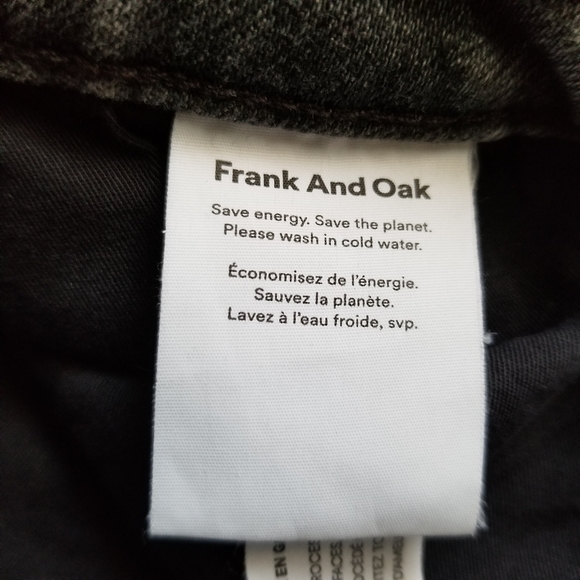 Frank And Oak
Save energy. Save the planet.
Please wash in cold water.
Économisez de l'énergie.
Sauvez la planète.
Lavez à l'eau froide, svp.
EN